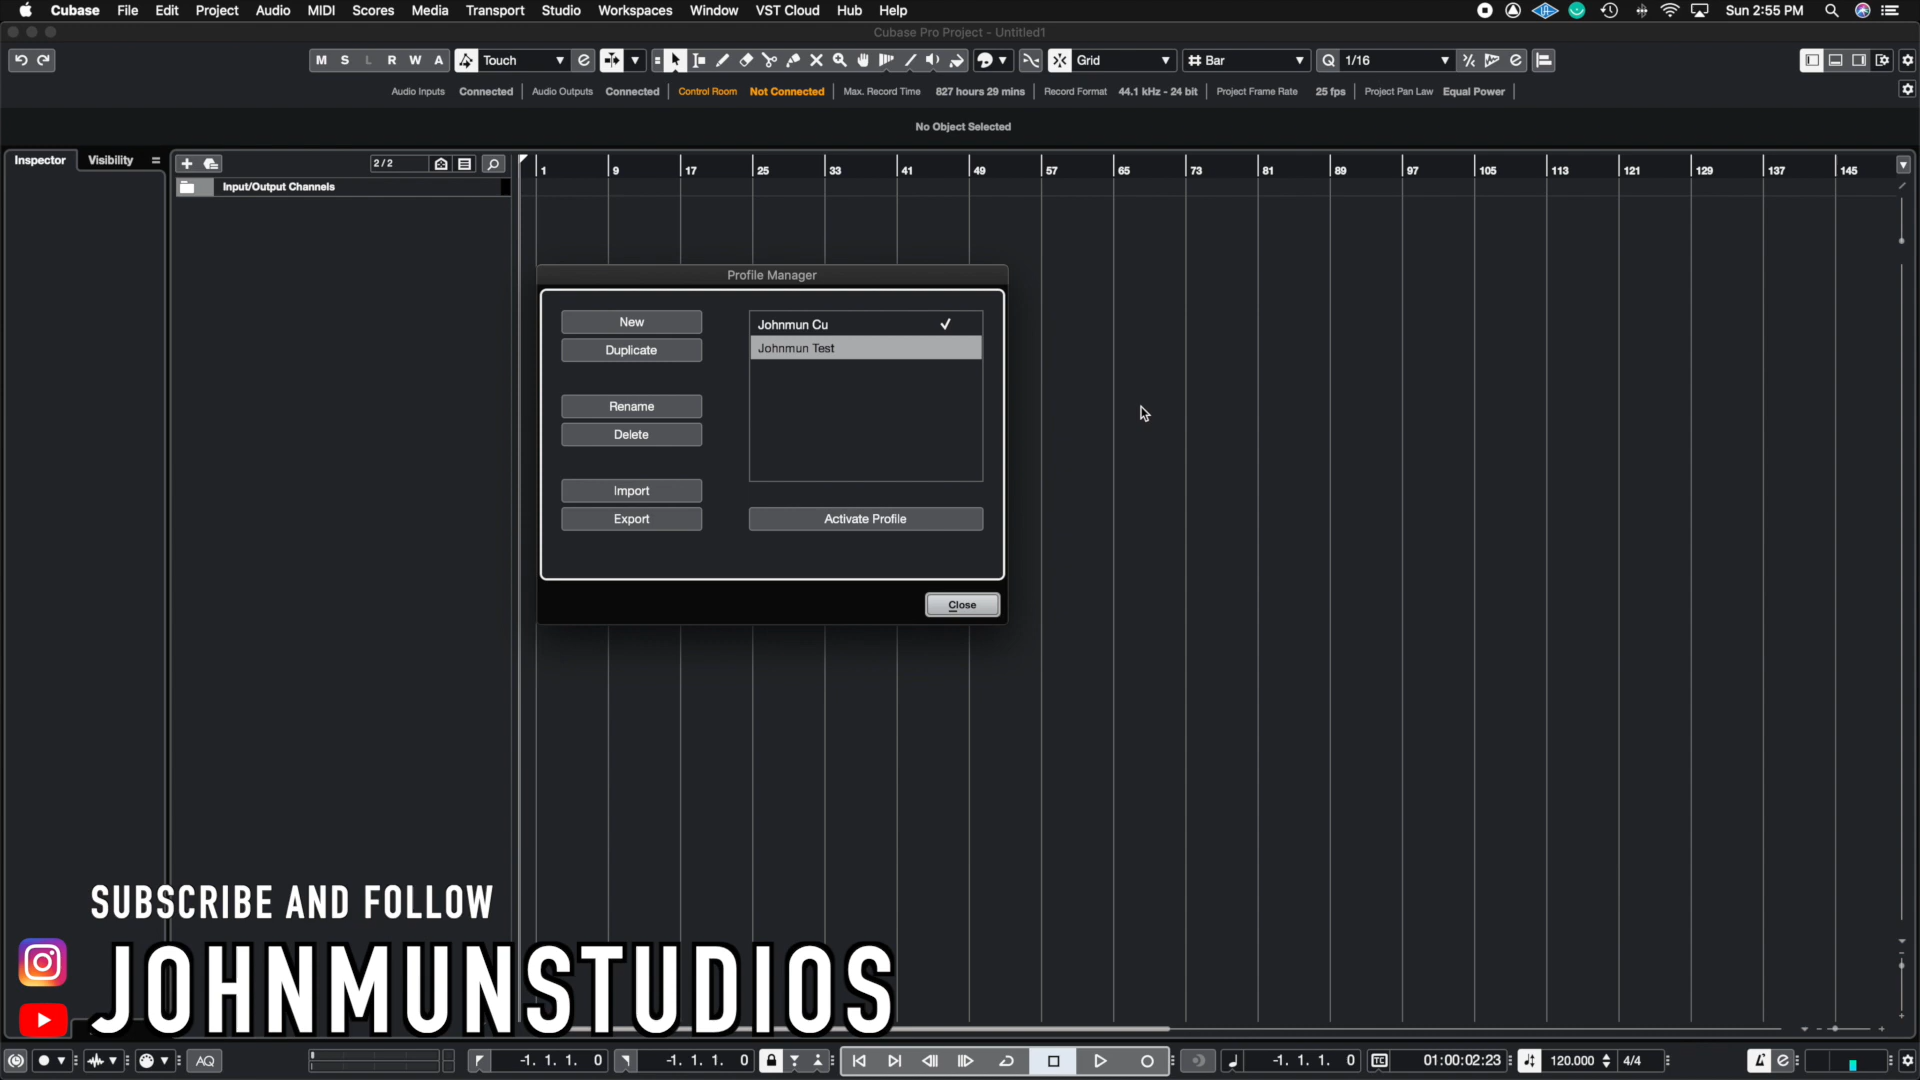 Cubase File Edit Project Audio MIDI Scores Media Transport Studio Workspaces Window VST Cloud Hub Help Sun 2:55 PM
Cubase Pro Project - Untitled1
M S L R W A Touch Grid Bar Q 1/16
Audio Inputs Connected Audio Outputs Connected Control Room Not Connected Max. Record Time 827 hours 29 mins Record Format 44.1 kHz - 24 bit Project Frame Rate 25 fps Project Pan Law Equal Power
No Object Selected
Inspector Visibility 2/2
1 9 17 25 33 41 49 57 65 73 81 89 97 105 113 121 129 137 145
Input/Output Channels
Profile Manager
New
Duplicate
Rename
Delete
Import
Export
Johnmun Cu
Johnmun Test
Activate Profile
Close
SUBSCRIBE AND FOLLOW
JOHNMUNSTUDIOS
AQ -1. 1. 1. 0 -1. 1. 1. 0 -1. 1. 1. 0 TC 01:00:02:23 120.000 4/4